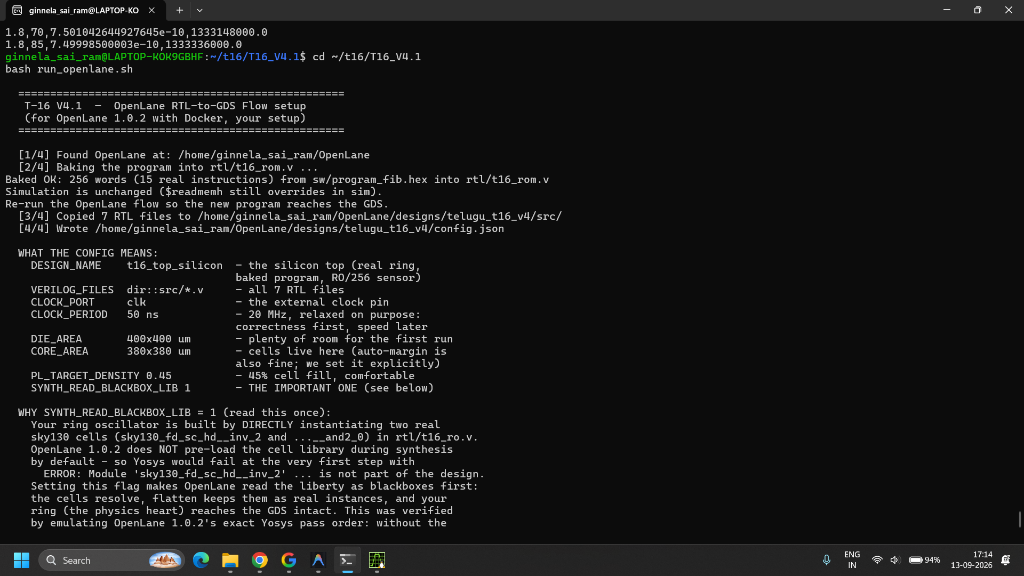 ginnela_sai_ram@LAPTOP-KO
1.8,70,7.501042644927645e-10,1333148000.0
1.8,85,7.49998500003e-10,1333336000.0
ginnela_sai_ram@LAPTOP-KOK9GBHF:~/t16/T16_V4.1$ cd ~/t16/T16_V4.1
bash run_openlane.sh
====================================================
T-16 V4.1  —  OpenLane RTL-to-GDS Flow setup
(for OpenLane 1.0.2 with Docker, your setup)
====================================================
[1/4] Found OpenLane at: /home/ginnela_sai_ram/OpenLane
[2/4] Baking the program into rtl/t16_rom.v ...
Baked OK: 256 words (15 real instructions) from sw/program_fib.hex into rtl/t16_rom.v
Simulation is unchanged ($readmemh still overrides in sim).
Re-run the OpenLane flow so the new program reaches the GDS.
[3/4] Copied 7 RTL files to /home/ginnela_sai_ram/OpenLane/designs/telugu_t16_v4/src/
[4/4] Wrote /home/ginnela_sai_ram/OpenLane/designs/telugu_t16_v4/config.json
WHAT THE CONFIG MEANS:
DESIGN_NAME    t16_top_silicon  — the silicon top (real ring,
baked program, RO/256 sensor)
VERILOG_FILES  dir::src/*.v     — all 7 RTL files
CLOCK_PORT     clk              — the external clock pin
CLOCK_PERIOD   50 ns            — 20 MHz, relaxed on purpose:
correctness first, speed later
DIE_AREA       400x400 um       — plenty of room for the first run
CORE_AREA      380x380 um       — cells live here (auto-margin is
also fine; we set it explicitly)
PL_TARGET_DENSITY 0.45          — 45% cell fill, comfortable
SYNTH_READ_BLACKBOX_LIB 1       — THE IMPORTANT ONE (see below)
WHY SYNTH_READ_BLACKBOX_LIB = 1 (read this once):
Your ring oscillator is built by DIRECTLY instantiating two real
sky130 cells (sky130_fd_sc_hd__inv_2 and ...__and2_0) in rtl/t16_ro.v.
OpenLane 1.0.2 does NOT pre-load the cell library during synthesis
by default — so Yosys would fail at the very first step with
ERROR: Module 'sky130_fd_sc_hd__inv_2' ... is not part of the design.
Setting this flag makes OpenLane read the liberty as blackboxes first:
the cells resolve, flatten keeps them as real instances, and your
ring (the physics heart) reaches the GDS intact. This was verified
by emulating OpenLane 1.0.2's exact Yosys pass order: without the
Search
ENG
IN
94%
17:14
13-09-2026